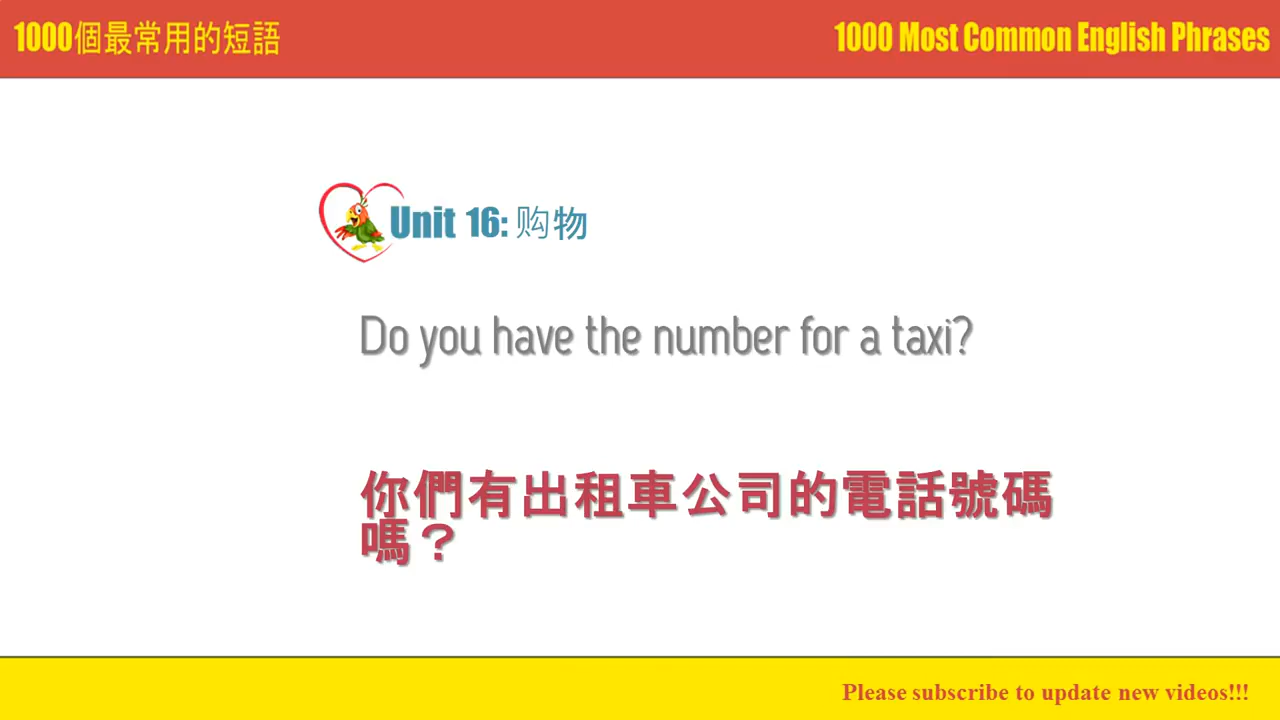 1000個最常用的短語
1000 Most Common English Phrases
Unit 16: 购物
Do you have the number for a taxi?
你們有出租車公司的電話號碼
嗎？
Please subscribe to update new videos!!!